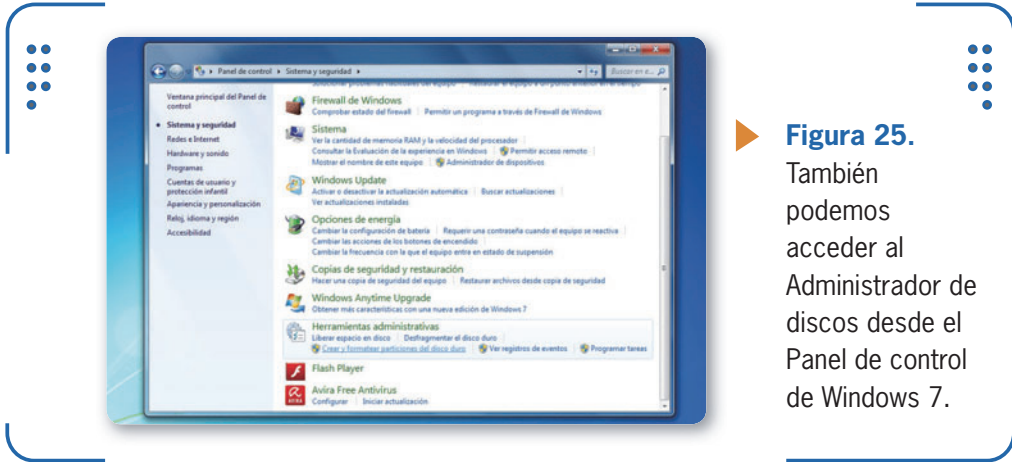 Panel de control ▸ Sistema y seguridad ▸
Buscar en e...
Ventana principal del Panel de
control
Sistema y seguridad
Redes e Internet
Hardware y sonido
Programas
Cuentas de usuario y
protección infantil
Apariencia y personalización
Reloj, idioma y región
Accesibilidad
Firewall de Windows
Comprobar estado del firewall Permitir un programa a través de Firewall de Windows
Sistema
Ver la cantidad de memoria RAM y la velocidad del procesador
Consultar la Evaluación de la experiencia en Windows Permitir acceso remoto
Mostrar el nombre de este equipo Administrador de dispositivos
Windows Update
Activar o desactivar la actualización automática Buscar actualizaciones
Ver actualizaciones instaladas
Opciones de energía
Cambiar la configuración de batería Requerir una contraseña cuando el equipo se reactiva
Cambiar las acciones de los botones de encendido
Cambiar la frecuencia con la que el equipo entra en estado de suspensión
Copias de seguridad y restauración
Hacer una copia de seguridad del equipo Restaurar archivos desde copia de seguridad
Windows Anytime Upgrade
Obtener más características con una nueva edición de Windows 7
Herramientas administrativas
Liberar espacio en disco Desfragmentar el disco duro
Crear y formatear particiones del disco duro Ver registros de eventos Programar tareas
Flash Player
Avira Free Antivirus
Configurar Iniciar actualización
Figura 25.
También
podemos
acceder al
Administrador de
discos desde el
Panel de control
de Windows 7.